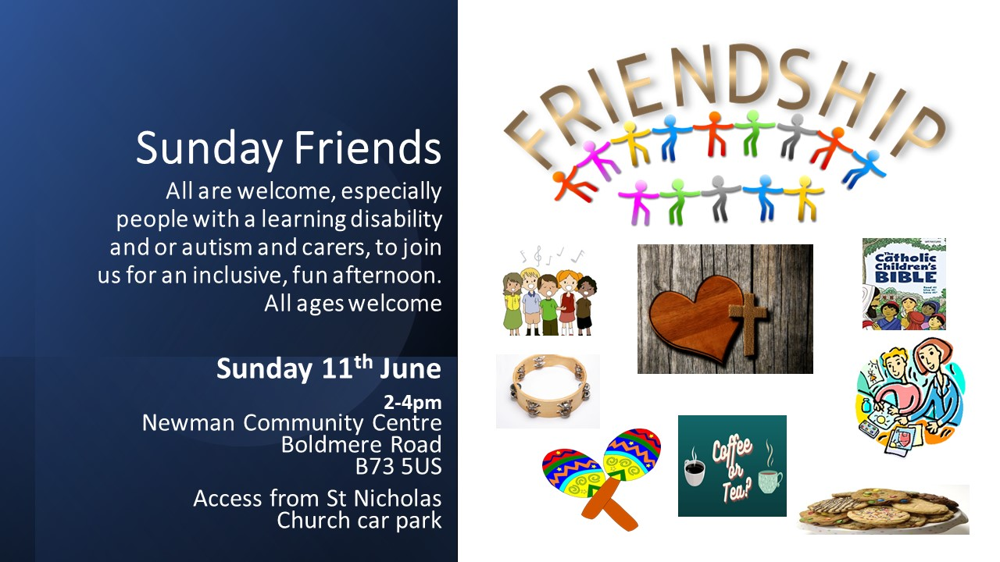 Sunday Friends
All are welcome, especially
people with a learning disability
and or autism and carers, to join
us for an inclusive, fun afternoon.
All ages welcome
Sunday 11th June
2-4pm
Newman Community Centre
Boldmere Road
B73 5US
Access from St Nicholas
Church car park
FRIENDSHIP
The
Catholic
Children's
BIBLE
Coffee
or
Tea?